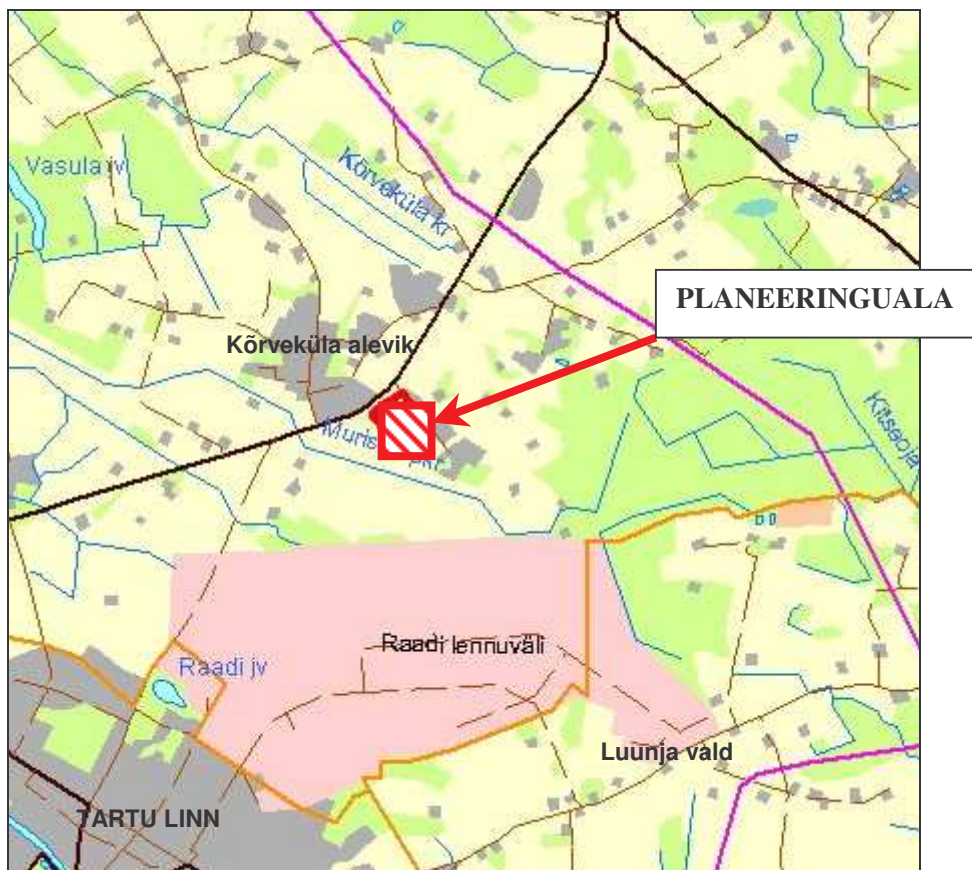 Vasula jv
Kõrveküla kr
PLANEERINGUALA
Kõrveküla alevik
Kitseoja
Raadi lennuväli
Raadi jv
Luunja vald
TARTU LINN